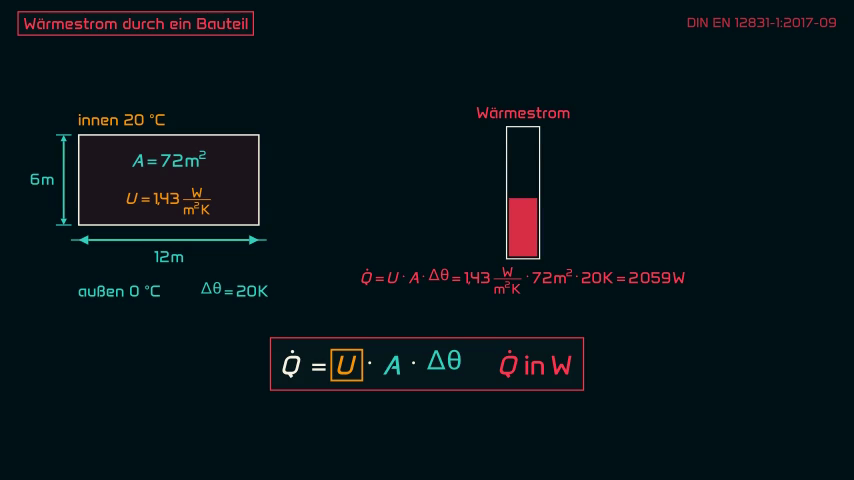 Wärmestrom durch ein Bauteil
DIN EN 12831-1:2017-09
innen 20 °C
A = 72m²
U = 1,43 W/m²K
6m
12m
außen 0 °C
Δθ = 20K
Wärmestrom
Q̇ = U · A · Δθ = 1,43 W/m²K · 72m² · 20K = 2059W
Q̇ = U · A · Δθ Q̇ in W